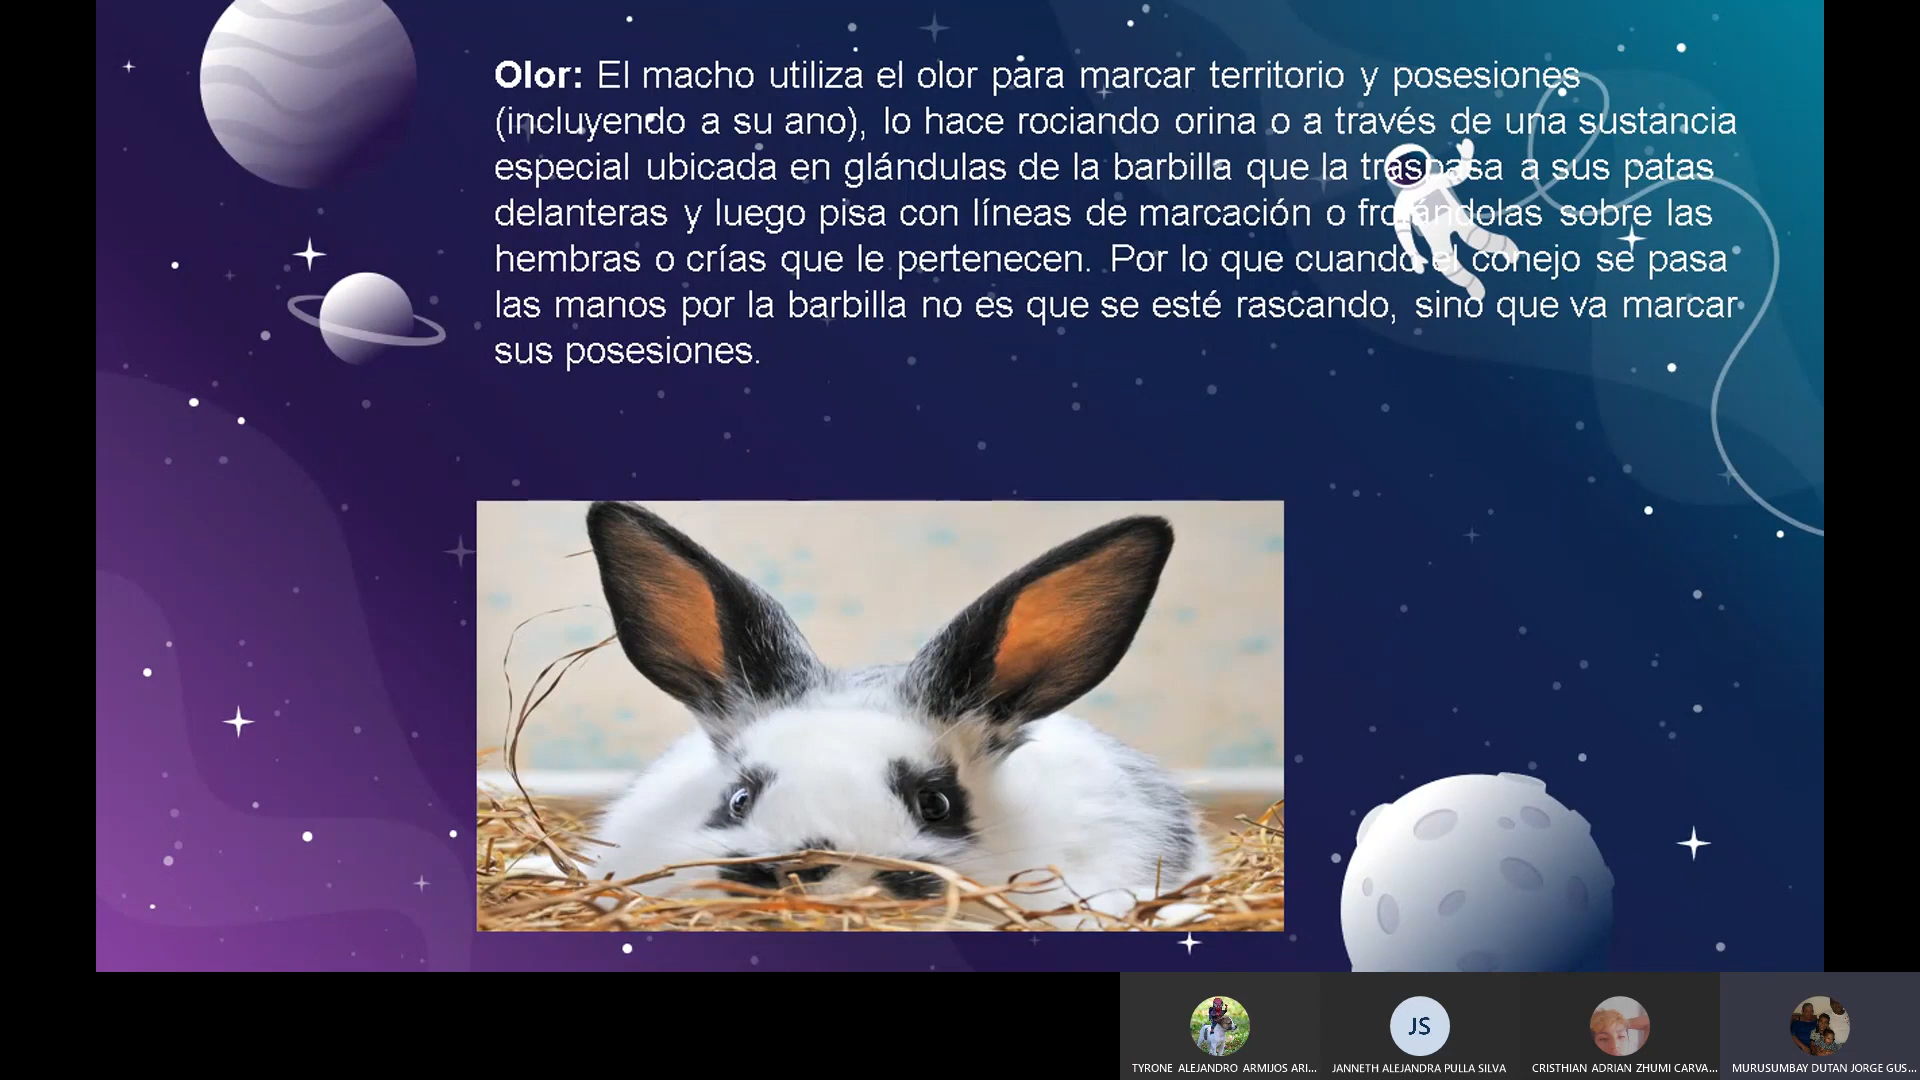 Olor: El macho utiliza el olor para marcar territorio y posesiones
(incluyendo a su ano), lo hace rociando orina o a través de una sustancia
especial ubicada en glándulas de la barbilla que la traspasa a sus patas
delanteras y luego pisa con líneas de marcación o frotándolas sobre las
hembras o crías que le pertenecen. Por lo que cuando el conejo se pasa
las manos por la barbilla no es que se esté rascando, sino que va marcar
sus posesiones.
JS
TYRONE ALEJANDRO ARMIJOS ARI...
JANNETH ALEJANDRA PULLA SILVA
CRISTHIAN ADRIAN ZHUMI CARVA...
MURUSUMBAY DUTAN JORGE GUS...